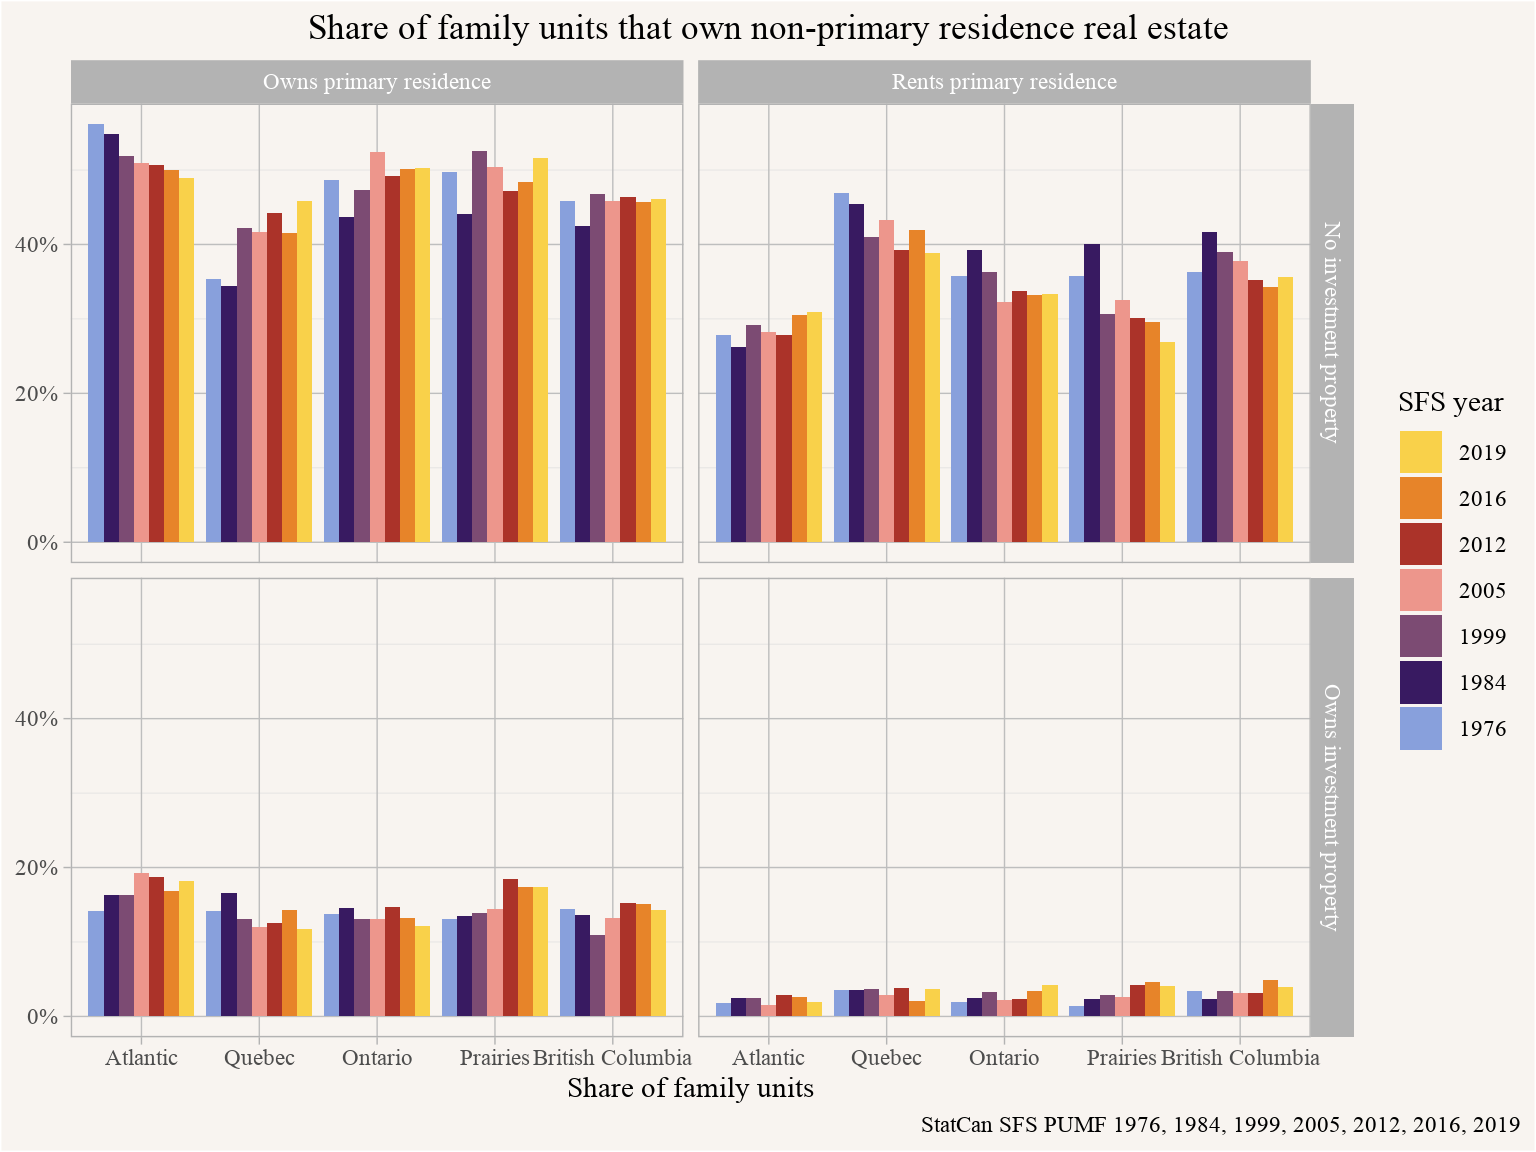 Share of family units that own non-primary residence real estate
Owns primary residence
Rents primary residence
40%
20%
0%
No investment property
40%
20%
0%
Owns investment property
Atlantic
Quebec
Ontario
Prairies
British Columbia
Atlantic
Quebec
Ontario
Prairies
British Columbia
Share of family units
SFS year
2019
2016
2012
2005
1999
1984
1976
StatCan SFS PUMF 1976, 1984, 1999, 2005, 2012, 2016, 2019